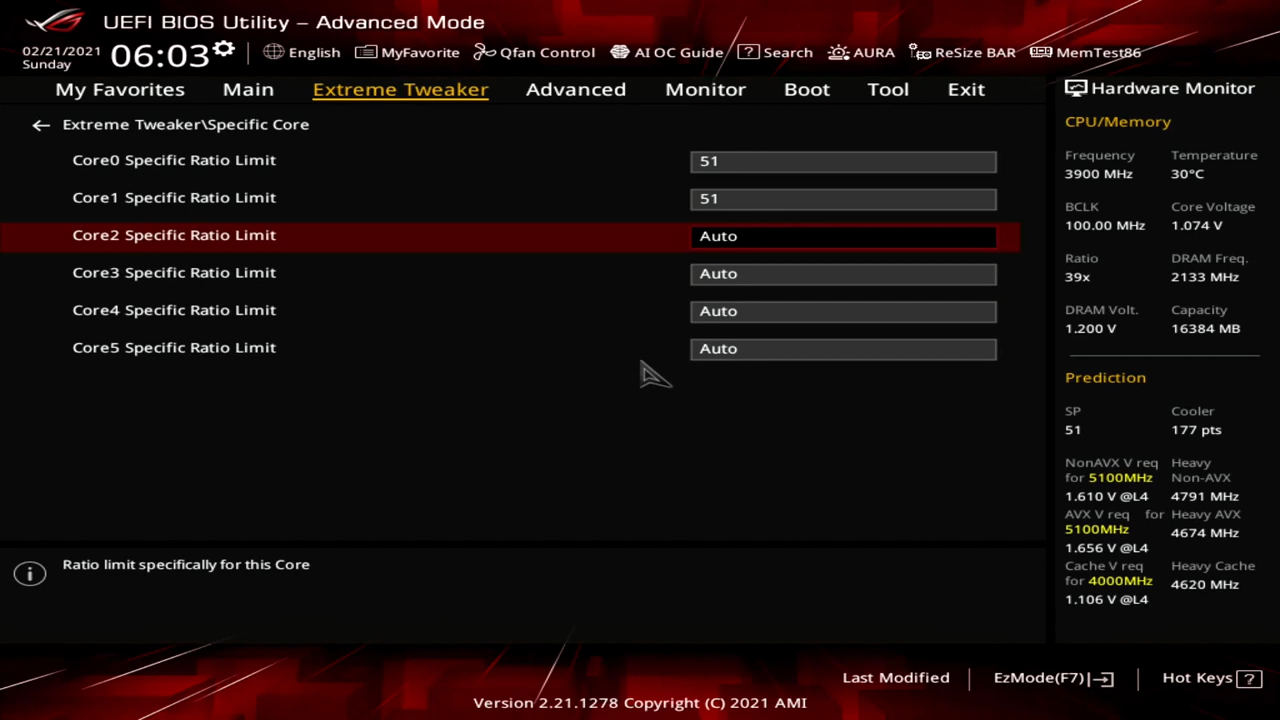 UEFI BIOS Utility – Advanced Mode
02/21/2021
Sunday
06:03
English
MyFavorite
Qfan Control
AI OC Guide
? Search
AURA
ReSize BAR
MemTest86
My Favorites
Main
Extreme Tweaker
Advanced
Monitor
Boot
Tool
Exit
Extreme Tweaker\Specific Core
Core0 Specific Ratio Limit 51
Core1 Specific Ratio Limit 51
Core2 Specific Ratio Limit Auto
Core3 Specific Ratio Limit Auto
Core4 Specific Ratio Limit Auto
Core5 Specific Ratio Limit Auto
Ratio limit specifically for this Core
Hardware Monitor
CPU/Memory
Frequency Temperature
3900 MHz 30°C
BCLK Core Voltage
100.00 MHz 1.074 V
Ratio DRAM Freq.
39x 2133 MHz
DRAM Volt. Capacity
1.200 V 16384 MB
Prediction
SP Cooler
51 177 pts
NonAVX V req Heavy
for 5100MHz Non-AVX
1.610 V @L4 4791 MHz
AVX V req for Heavy AVX
5100MHz 4674 MHz
1.656 V @L4
Cache V req Heavy Cache
for 4000MHz 4620 MHz
1.106 V @L4
Last Modified
EzMode(F7)
Hot Keys ?
Version 2.21.1278 Copyright (C) 2021 AMI